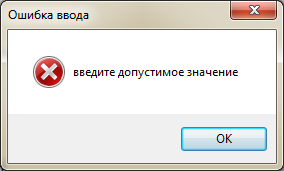 Ошибка ввода
введите допустимое значение
OK